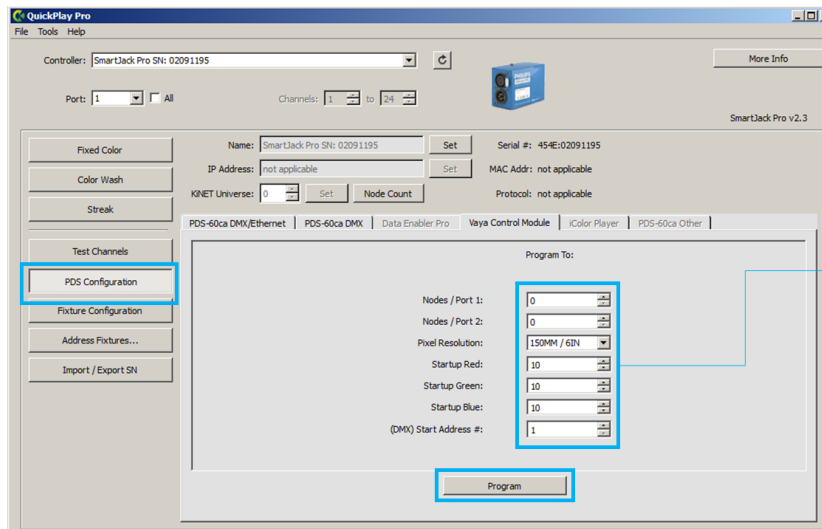 QuickPlay Pro
File Tools Help
Controller: SmartJack Pro SN: 02091195
More Info
Port: 1 All Channels: 1 to 24
PHILIPS
SmartJack Pro v2.3
Fixed Color
Color Wash
Streak
Test Channels
PDS Configuration
Fixture Configuration
Address Fixtures...
Import / Export SN
Name: SmartJack Pro SN: 02091195 Set Serial #: 454E:02091195
IP Address: not applicable Set MAC Addr: not applicable
KiNET Universe: 0 Set Node Count Protocol: not applicable
PDS-60ca DMX/Ethernet PDS-60ca DMX Data Enabler Pro Vaya Control Module iColor Player PDS-60ca Other
Program To:
Nodes / Port 1: 0
Nodes / Port 2: 0
Pixel Resolution: 150MM / 6IN
Startup Red: 10
Startup Green: 10
Startup Blue: 10
(DMX) Start Address #: 1
Program